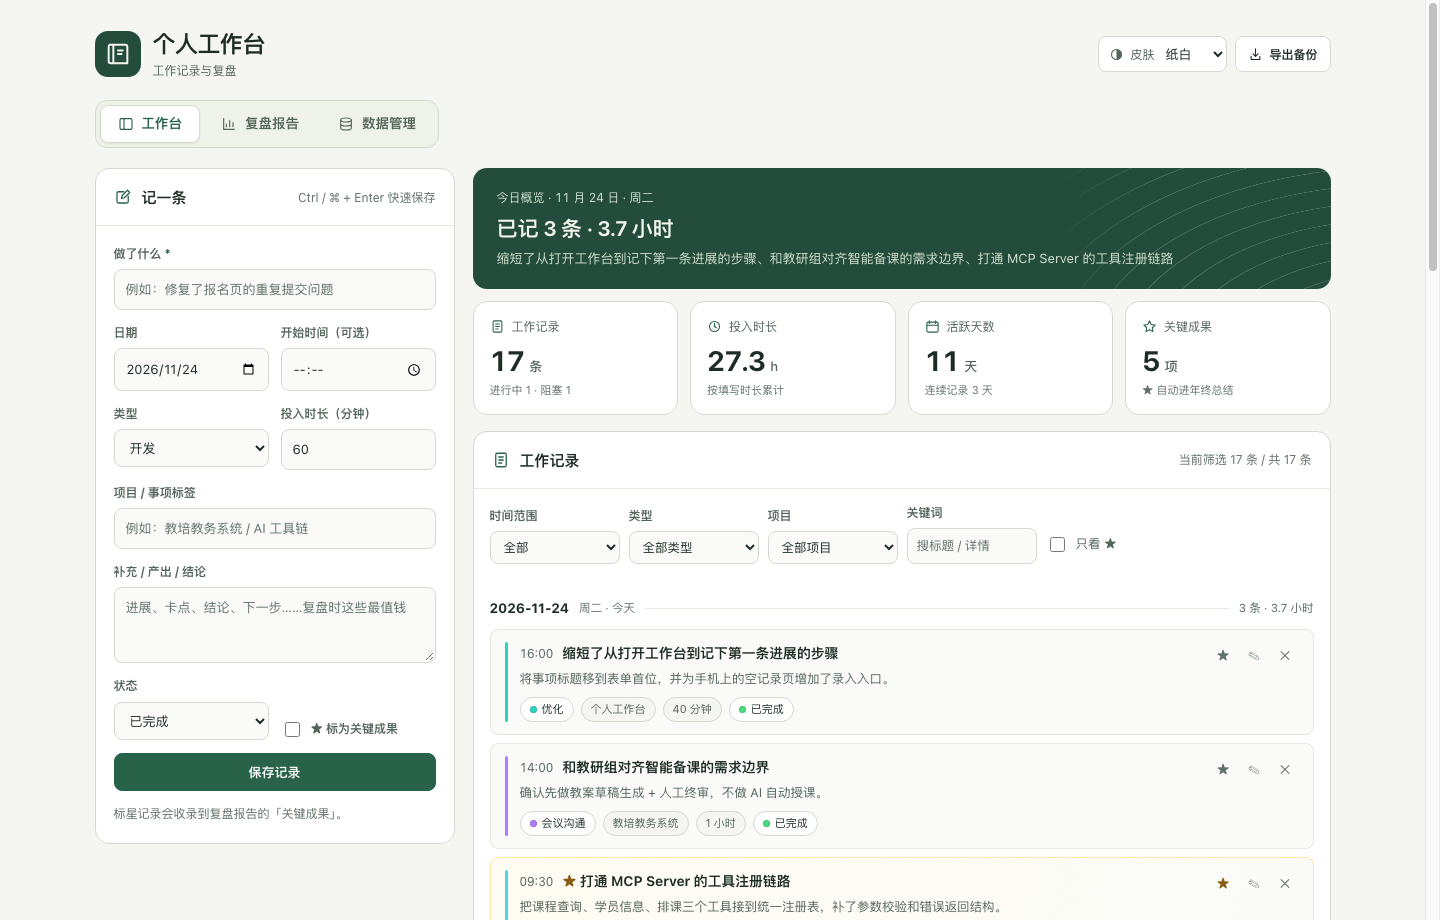 个人工作台
工作记录与复盘
皮肤 纸白
导出备份
工作台
复盘报告
数据管理
记一条
Ctrl / ⌘ + Enter 快速保存
做了什么 *
例如：修复了报名页的重复提交问题
日期
开始时间（可选）
2026/11/24
--:--
类型
投入时长（分钟）
开发
60
项目 / 事项标签
例如：教培教务系统 / AI 工具链
补充 / 产出 / 结论
进展、卡点、结论、下一步……复盘时这些最值钱
状态
已完成
★ 标为关键成果
保存记录
标星记录会收录到复盘报告的「关键成果」。
今日概览 · 11 月 24 日 · 周二
已记 3 条 · 3.7 小时
缩短了从打开工作台到记下第一条进展的步骤、和教研组对齐智能备课的需求边界、打通 MCP Server 的工具注册链路
工作记录
17 条
进行中 1 · 阻塞 1
投入时长
27.3 h
按填写时长累计
活跃天数
11 天
连续记录 3 天
关键成果
5 项
★ 自动进年终总结
工作记录
当前筛选 17 条 / 共 17 条
时间范围
类型
项目
关键词
全部
全部类型
全部项目
搜标题 / 详情
只看 ★
2026-11-24 周二 · 今天
3 条 · 3.7 小时
16:00 缩短了从打开工作台到记下第一条进展的步骤
将事项标题移到表单首位，并为手机上的空记录页增加了录入入口。
优化 个人工作台 40 分钟 已完成
14:00 和教研组对齐智能备课的需求边界
确认先做教案草稿生成 + 人工终审，不做 AI 自动授课。
会议沟通 教培教务系统 1 小时 已完成
09:30 ★ 打通 MCP Server 的工具注册链路
把课程查询、学员信息、排课三个工具接到统一注册表，补了参数校验和错误返回结构。